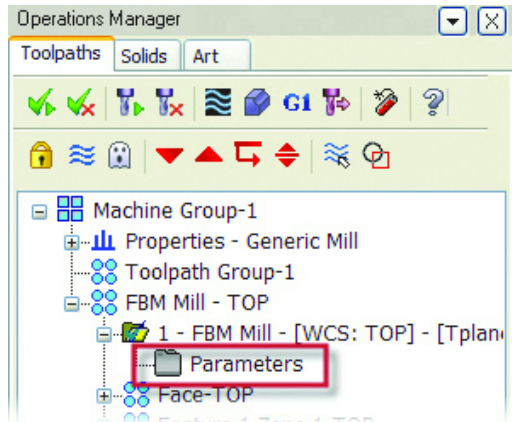 Operations Manager
Toolpaths Solids Art
G1
Machine Group-1
Properties - Generic Mill
Toolpath Group-1
FBM Mill - TOP
1 - FBM Mill - [WCS: TOP] - [Tplan
Parameters
Face-TOP